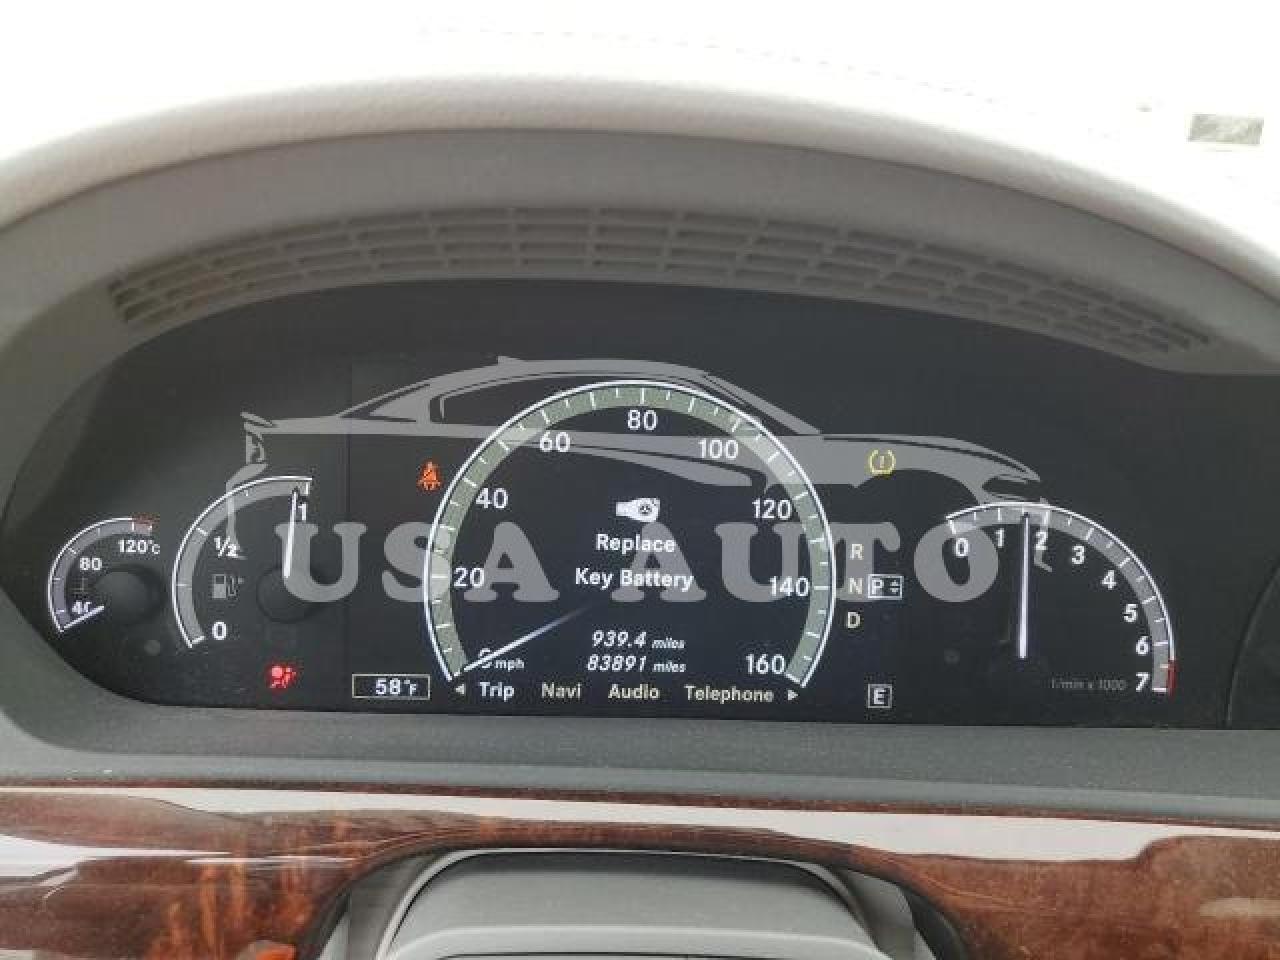 80
60
100
40
120
20
140
0 mph
160
Replace
Key Battery
939.4 miles
83891 miles
Trip Navi Audio Telephone
58°F
120°C
80
40
1
½
0
R
N P
D
E
0 1 2 3 4 5 6 7
1/min x 1000
USA AUTO